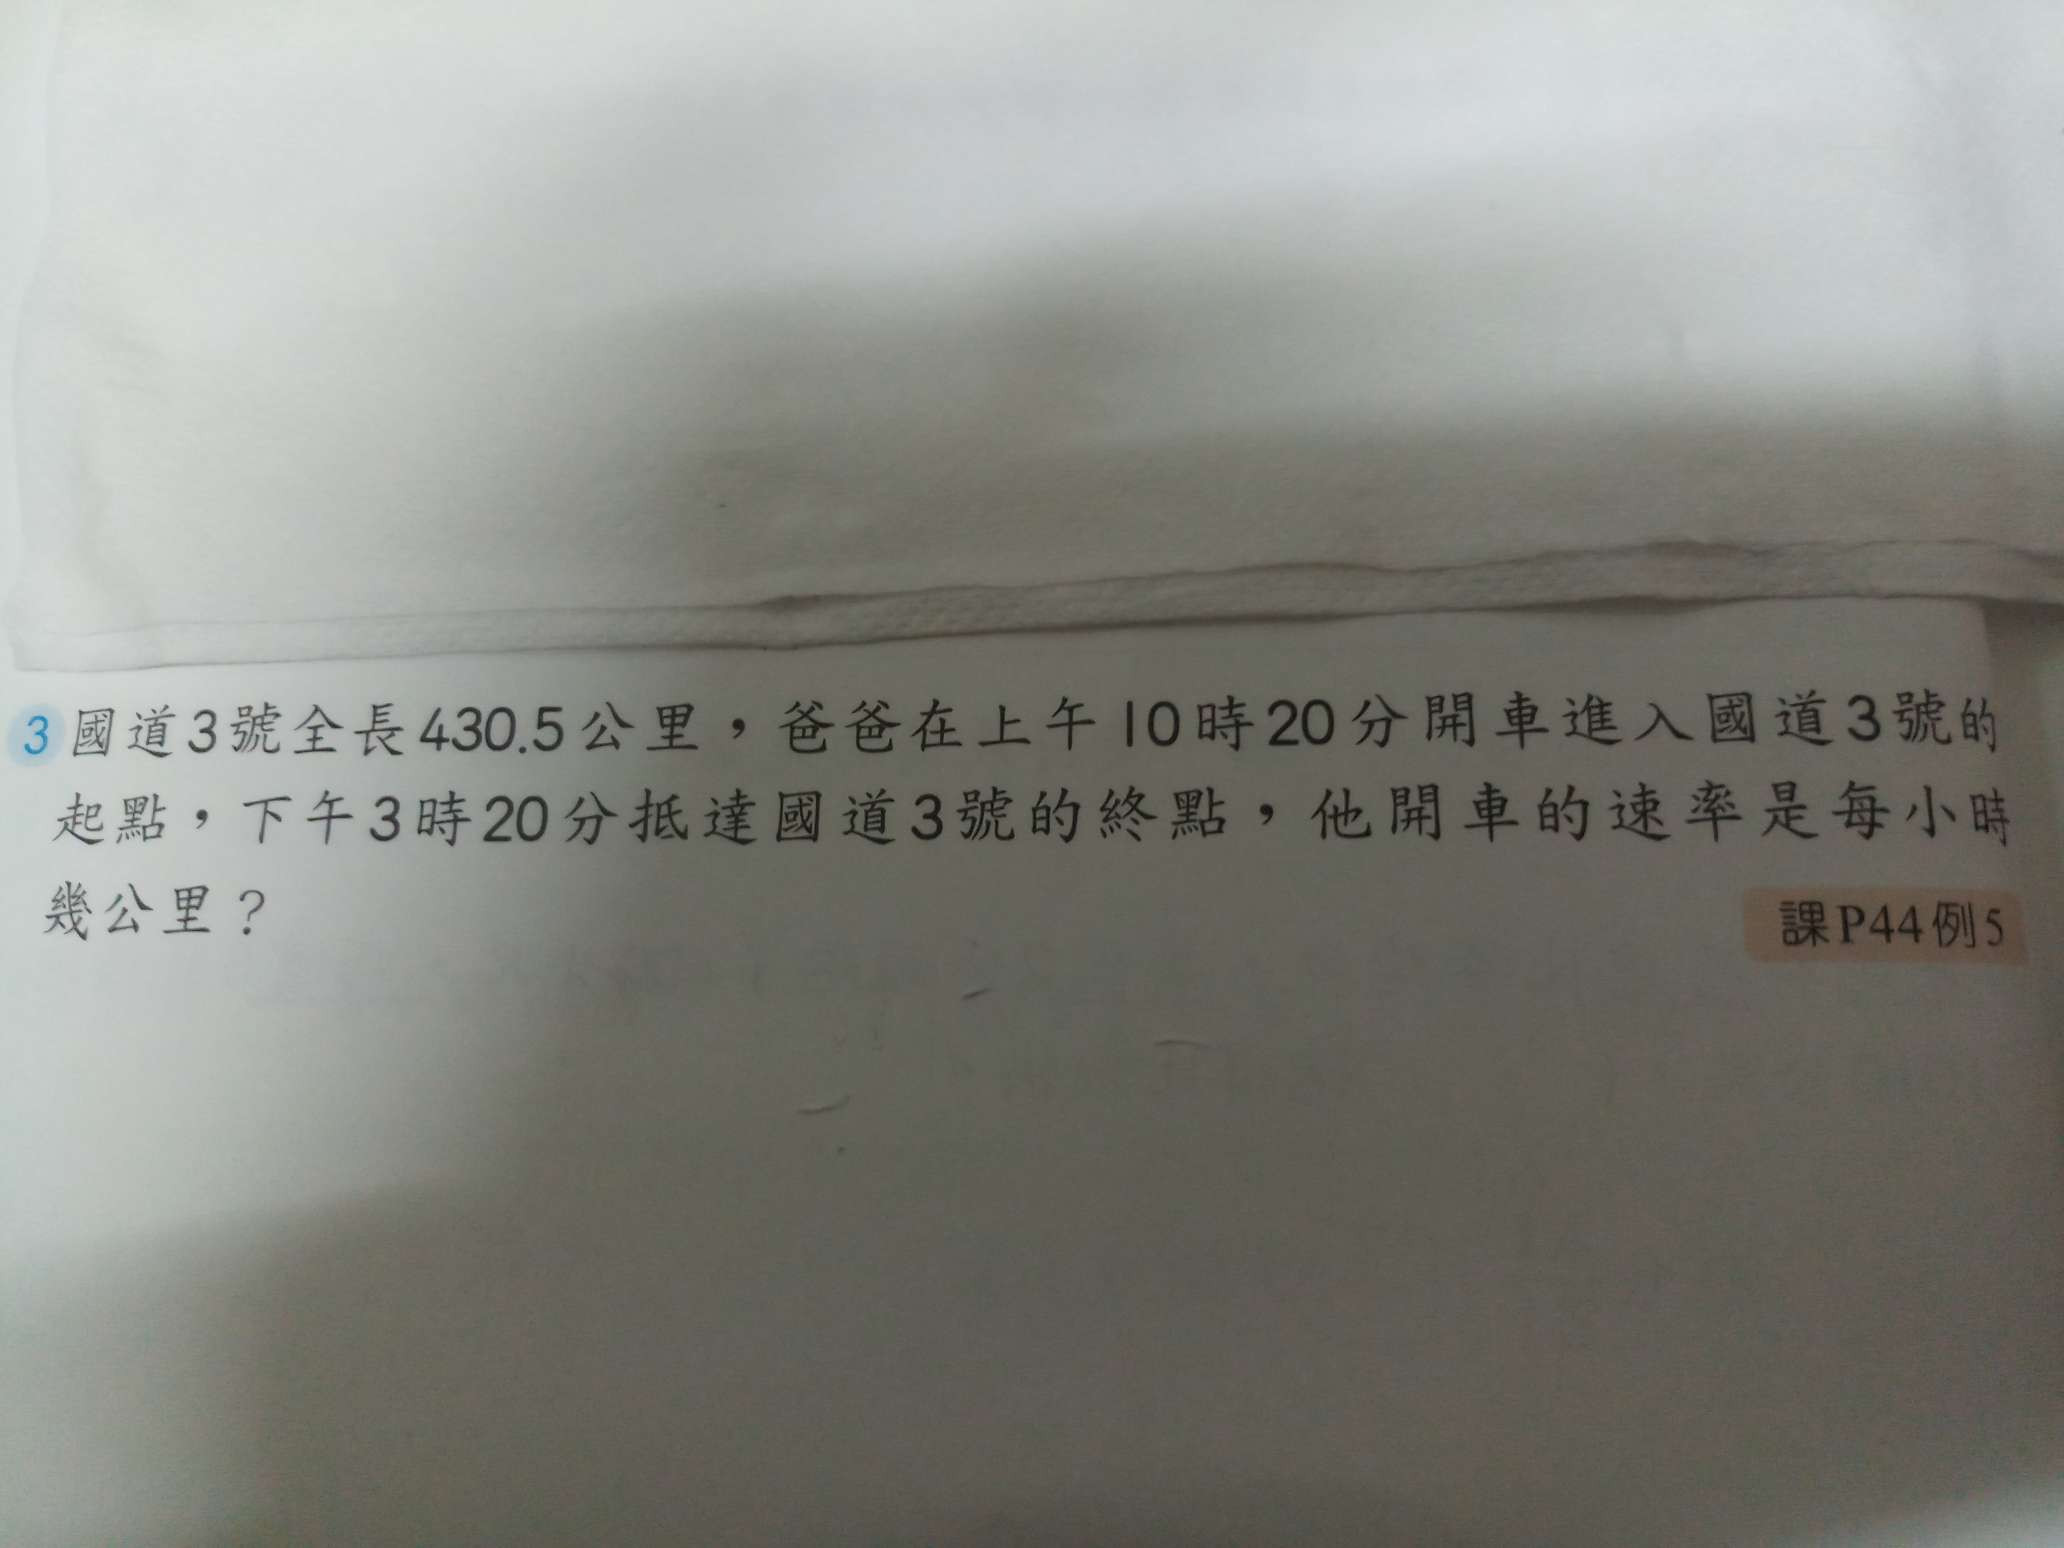 3 國道3號全長430.5公里，爸爸在上午10時20分開車進入國道3號的
起點，下午3時20分抵達國道3號的終點，他開車的速率是每小時
幾公里？
課P44例5